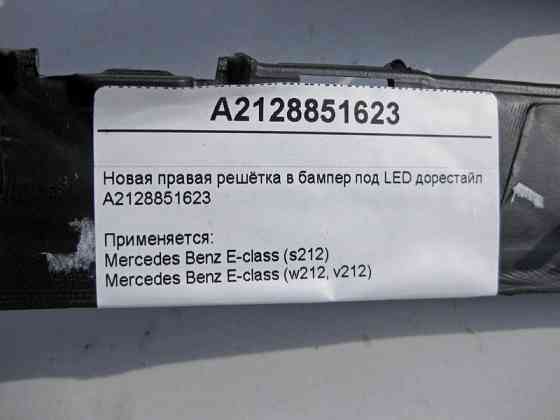 A2128851623
Новая правая решётка в бампер под LED дорестайл
A2128851623
Применяется:
Mercedes Benz E-class (s212)
Mercedes Benz E-class (w212, v212)